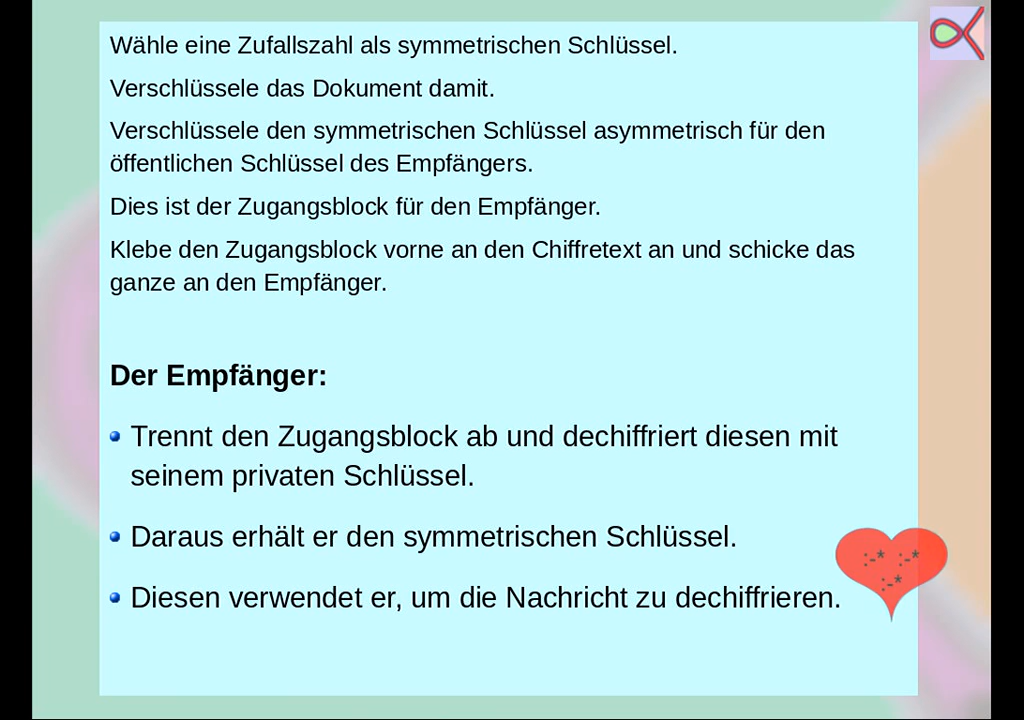 Wähle eine Zufallszahl als symmetrischen Schlüssel.
Verschlüssele das Dokument damit.
Verschlüssele den symmetrischen Schlüssel asymmetrisch für den
öffentlichen Schlüssel des Empfängers.
Dies ist der Zugangsblock für den Empfänger.
Klebe den Zugangsblock vorne an den Chiffretext an und schicke das
ganze an den Empfänger.
Der Empfänger:
Trennt den Zugangsblock ab und dechiffriert diesen mit
seinem privaten Schlüssel.
Daraus erhält er den symmetrischen Schlüssel.
:-* :-*
:-*
Diesen verwendet er, um die Nachricht zu dechiffrieren.